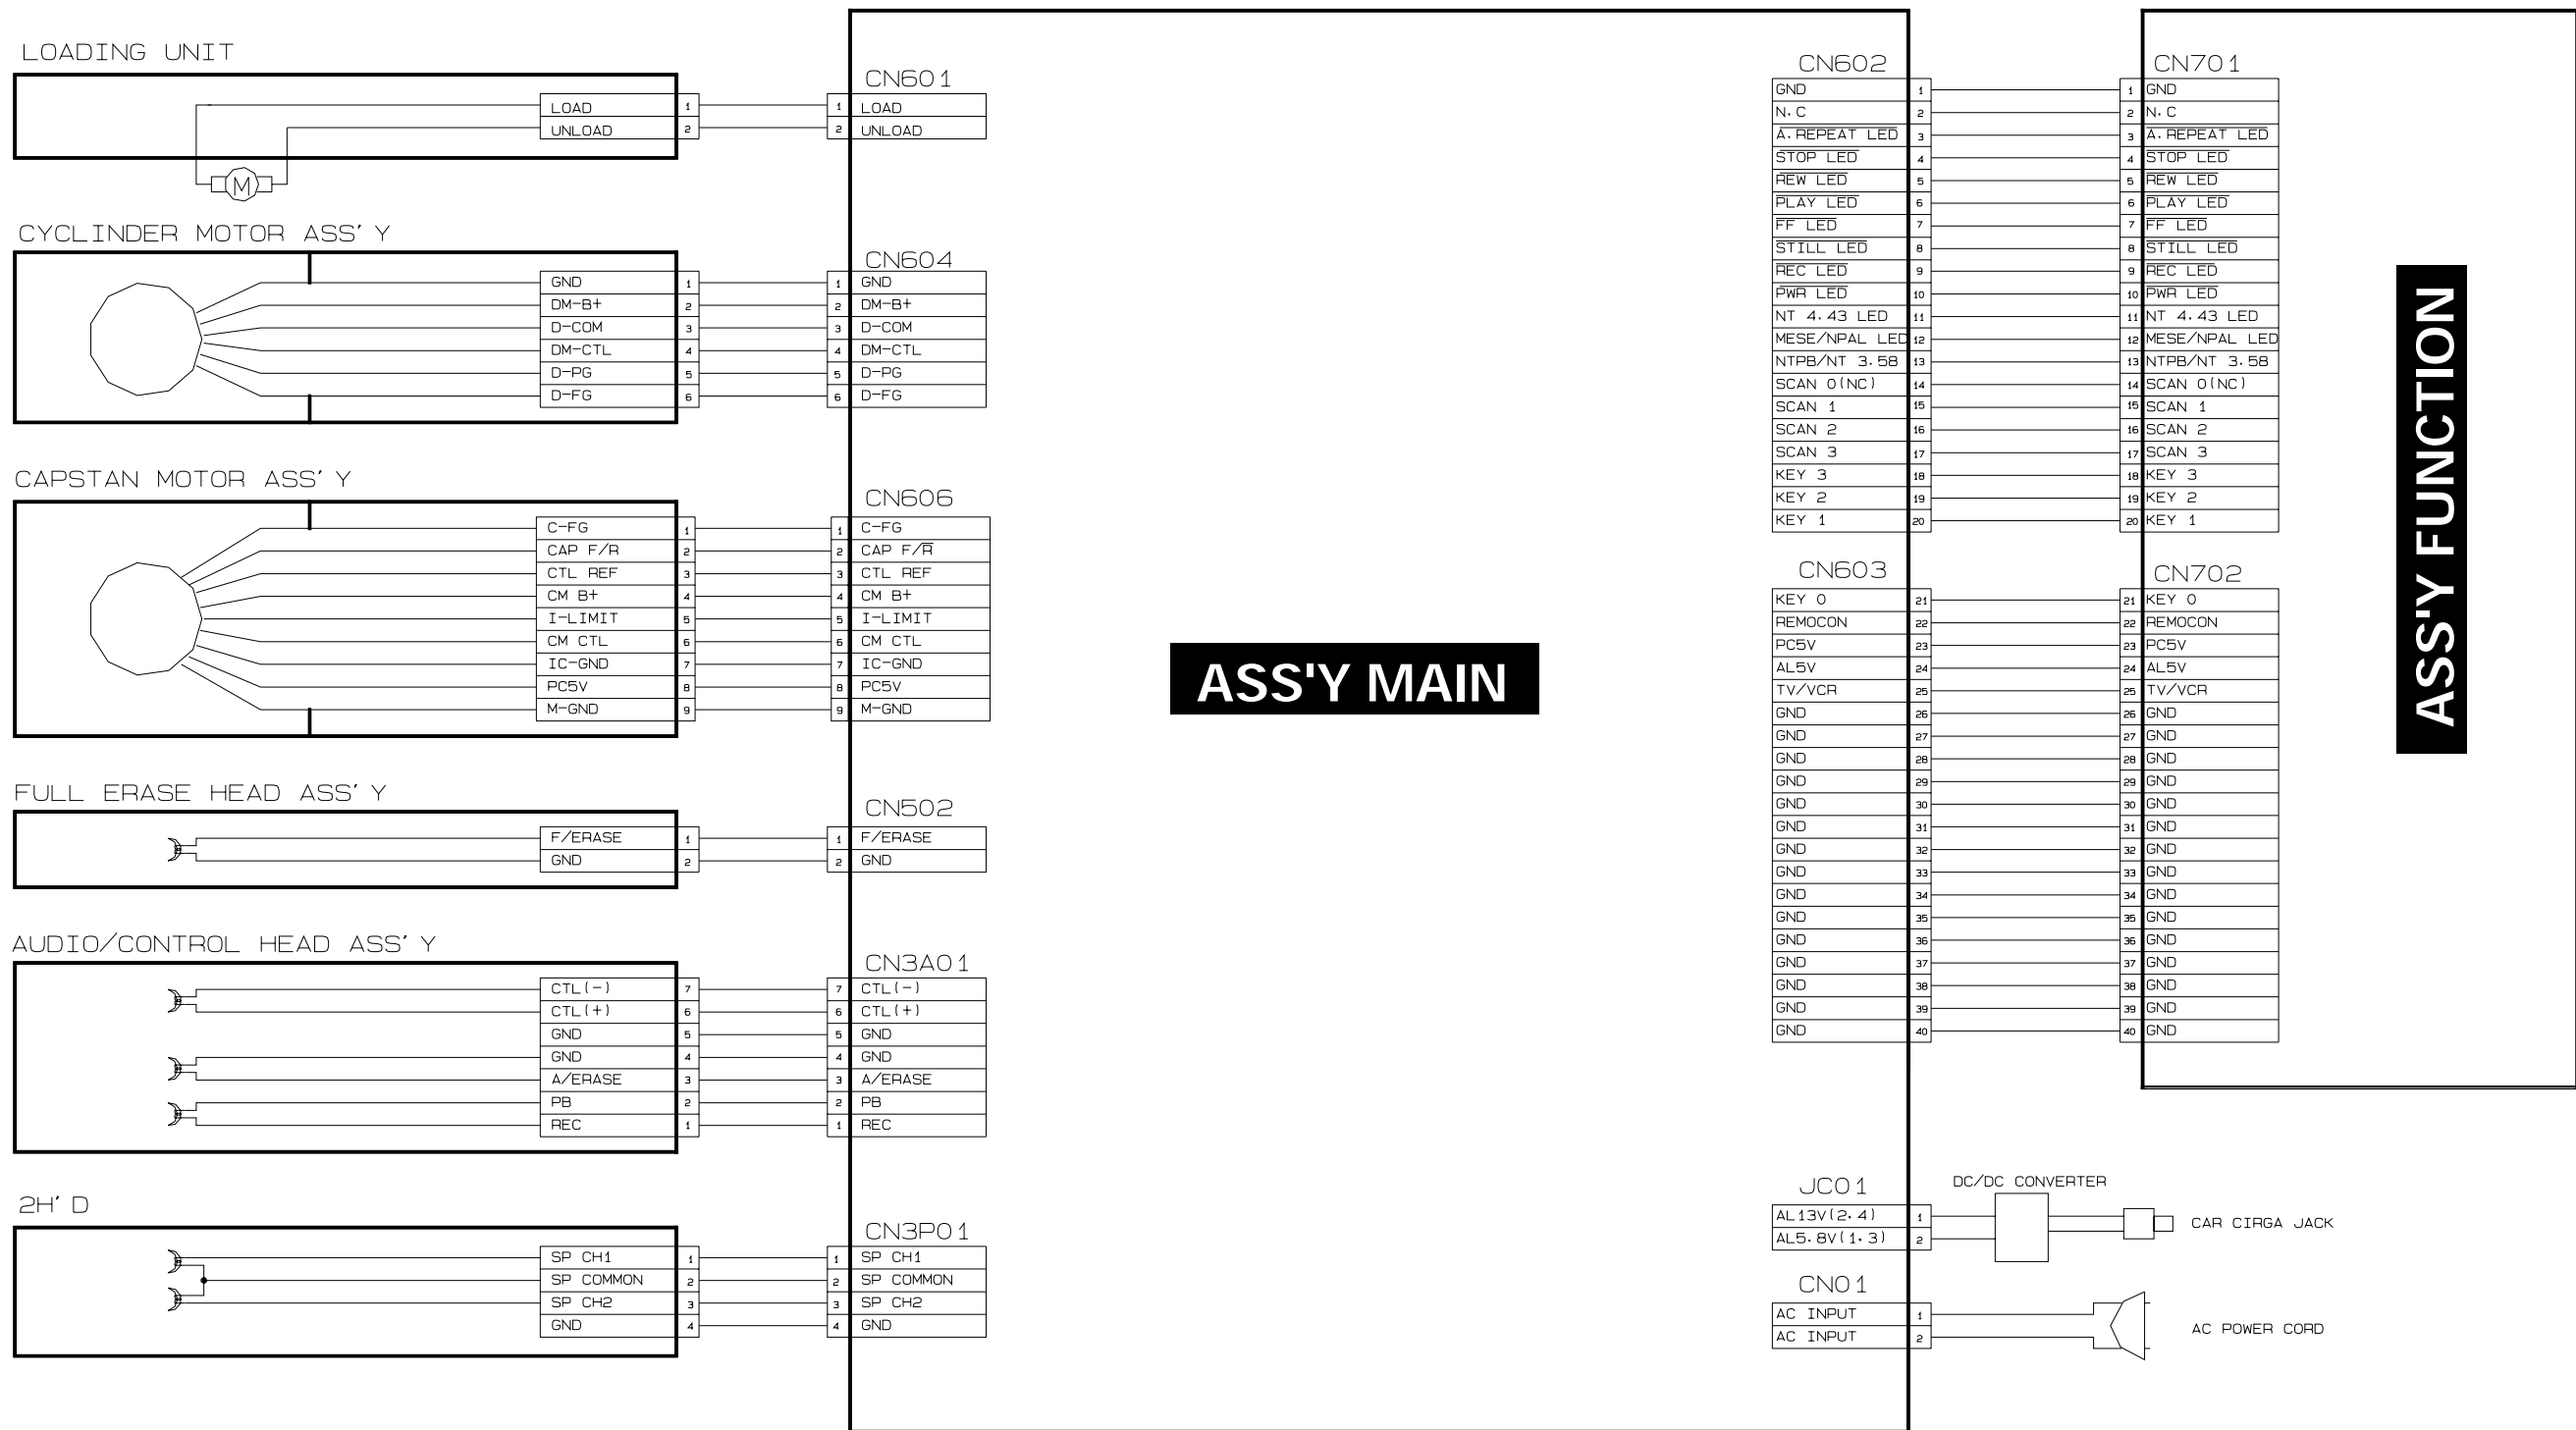 LOADING UNIT
LOAD 1
UNLOAD 2
M
CN601
1 LOAD
2 UNLOAD
CYCLINDER MOTOR ASS'Y
GND 1
DM-B+ 2
D-COM 3
DM-CTL 4
D-PG 5
D-FG 6
CN604
1 GND
2 DM-B+
3 D-COM
4 DM-CTL
5 D-PG
6 D-FG
CAPSTAN MOTOR ASS'Y
C-FG 1
CAP F/R 2
CTL REF 3
CM B+ 4
I-LIMIT 5
CM CTL 6
IC-GND 7
PC5V 8
M-GND 9
CN606
1 C-FG
2 CAP F/R
3 CTL REF
4 CM B+
5 I-LIMIT
6 CM CTL
7 IC-GND
8 PC5V
9 M-GND
FULL ERASE HEAD ASS'Y
F/ERASE 1
GND 2
CN502
1 F/ERASE
2 GND
AUDIO/CONTROL HEAD ASS'Y
CTL(-) 7
CTL(+) 6
GND 5
GND 4
A/ERASE 3
PB 2
REC 1
CN3A01
7 CTL(-)
6 CTL(+)
5 GND
4 GND
3 A/ERASE
2 PB
1 REC
2H'D
SP CH1 1
SP COMMON 2
SP CH2 3
GND 4
CN3P01
1 SP CH1
2 SP COMMON
3 SP CH2
4 GND
ASS'Y MAIN
CN602
GND 1
N.C 2
A.REPEAT LED 3
STOP LED 4
REW LED 5
PLAY LED 6
FF LED 7
STILL LED 8
REC LED 9
PWR LED 10
NT 4.43 LED 11
MESE/NPAL LED 12
NTPB/NT 3.58 13
SCAN 0(NC) 14
SCAN 1 15
SCAN 2 16
SCAN 3 17
KEY 3 18
KEY 2 19
KEY 1 20
CN701
1 GND
2 N.C
3 A.REPEAT LED
4 STOP LED
5 REW LED
6 PLAY LED
7 FF LED
8 STILL LED
9 REC LED
10 PWR LED
11 NT 4.43 LED
12 MESE/NPAL LED
13 NTPB/NT 3.58
14 SCAN 0(NC)
15 SCAN 1
16 SCAN 2
17 SCAN 3
18 KEY 3
19 KEY 2
20 KEY 1
CN603
KEY 0 21
REMOCON 22
PC5V 23
AL5V 24
TV/VCR 25
GND 26
GND 27
GND 28
GND 29
GND 30
GND 31
GND 32
GND 33
GND 34
GND 35
GND 36
GND 37
GND 38
GND 39
GND 40
CN702
21 KEY 0
22 REMOCON
23 PC5V
24 AL5V
25 TV/VCR
26 GND
27 GND
28 GND
29 GND
30 GND
31 GND
32 GND
33 GND
34 GND
35 GND
36 GND
37 GND
38 GND
39 GND
40 GND
ASS'Y FUNCTION
JC01
AL13V(2.4) 1
AL5.8V(1.3) 2
DC/DC CONVERTER
CAR CIRGA JACK
CN01
AC INPUT 1
AC INPUT 2
AC POWER CORD